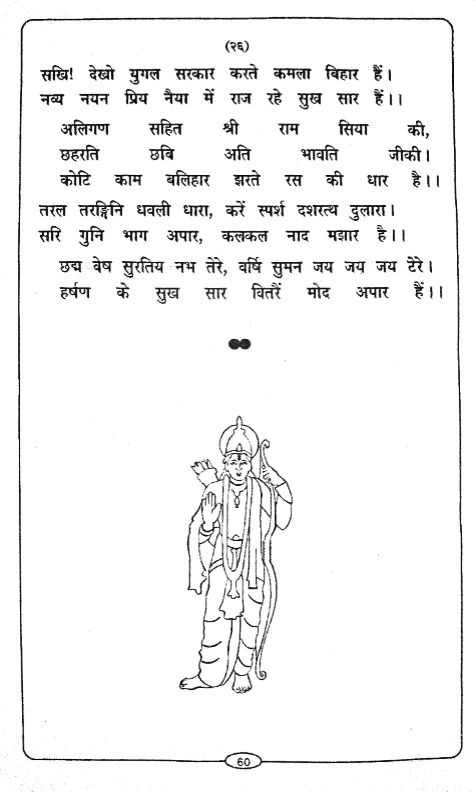 (२६)
सखि! देखो युगल सरकार करते कमला बिहार हैं।
नव्य नयन प्रिय नैया में राज रहे सुख सार हैं।।
अलिगण सहित श्री राम सिया की,
छहरति छवि अति भावति जीकी।
कोटि काम बलिहार झरते रस की धार है।।
तरल तरङ्गिनि धवली धारा, करें स्पर्श दशरत्थ दुलारा।
सरि गुनि भाग अपार, कलकल नाद मझार है।।
छद्म वेष सुरतिय नभ तेरे, वर्षि सुमन जय जय जय टेरे।
हर्षण के सुख सार वितरैं मोद अपार हैं।।
60